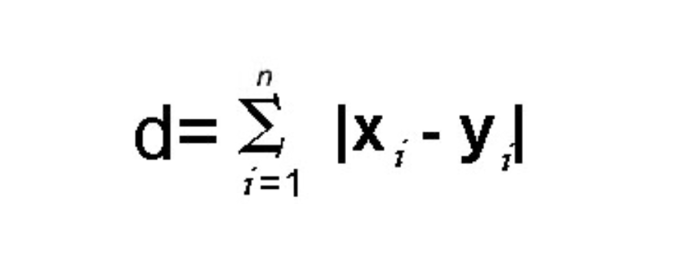 n
d= ∑ |x i - y i|
i=1